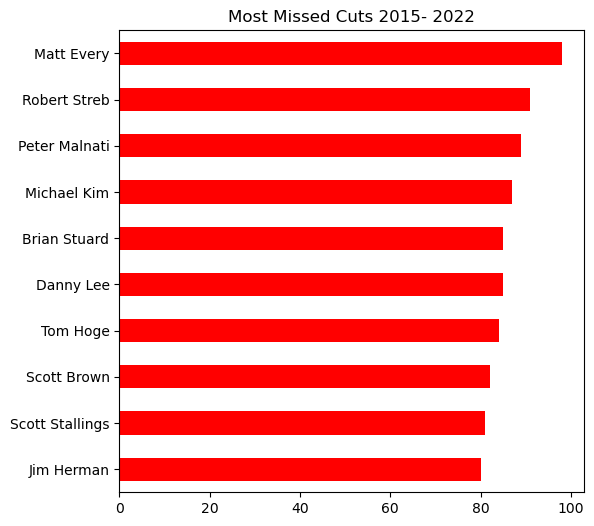 Most Missed Cuts 2015- 2022
Matt Every
Robert Streb
Peter Malnati
Michael Kim
Brian Stuard
Danny Lee
Tom Hoge
Scott Brown
Scott Stallings
Jim Herman
0 20 40 60 80 100